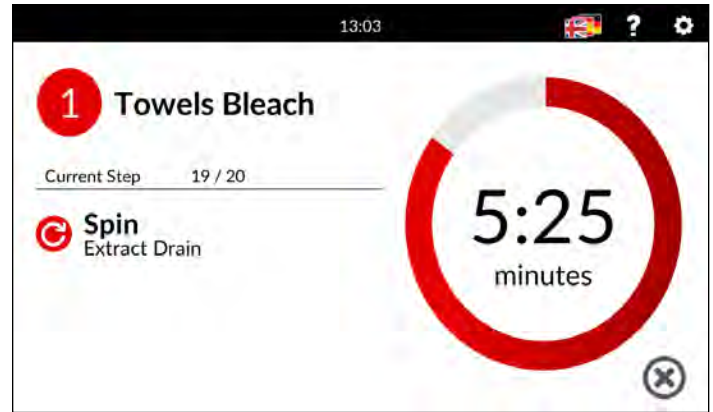 13:03
?
1 Towels Bleach
Current Step 19 / 20
Spin
Extract Drain
5:25
minutes